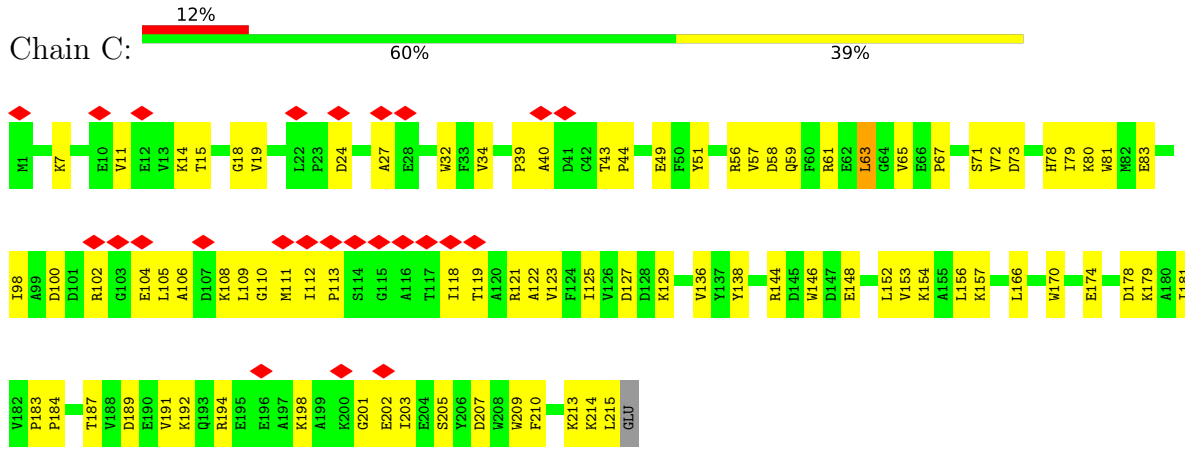 12%
Chain C:
60% 39%
M1 K7 E10 V11 E12 V13 K14 T15 G18 V19 L22 P23 D24 A27 E28 W32 F33 V34 P39 A40 D41 C42 T43 P44 E49 F50 Y51 R56 V57 D58 Q59 F60 R61 E62 L63 G64 V65 E66 P67 S71 V72 D73 H78 I79 K80 W81 M82 E83
I98 A99 D100 D101 R102 G103 E104 L105 A106 D107 K108 L109 G110 M111 I112 P113 S114 G115 A116 T117 I118 T119 A120 R121 A122 V123 F124 I125 V126 D127 D128 K129 V136 Y137 Y138 R144 D145 W146 D147 E148 L152 V153 K154 A155 L156 K157 L166 W170 E174 D178 K179 A180 I181
V182 P183 P184 T187 V188 D189 E190 V191 K192 Q193 R194 E195 E196 A197 K198 A199 K200 G201 E202 I203 E204 S205 Y206 D207 W208 W209 F210 K213 K214 L215 GLU